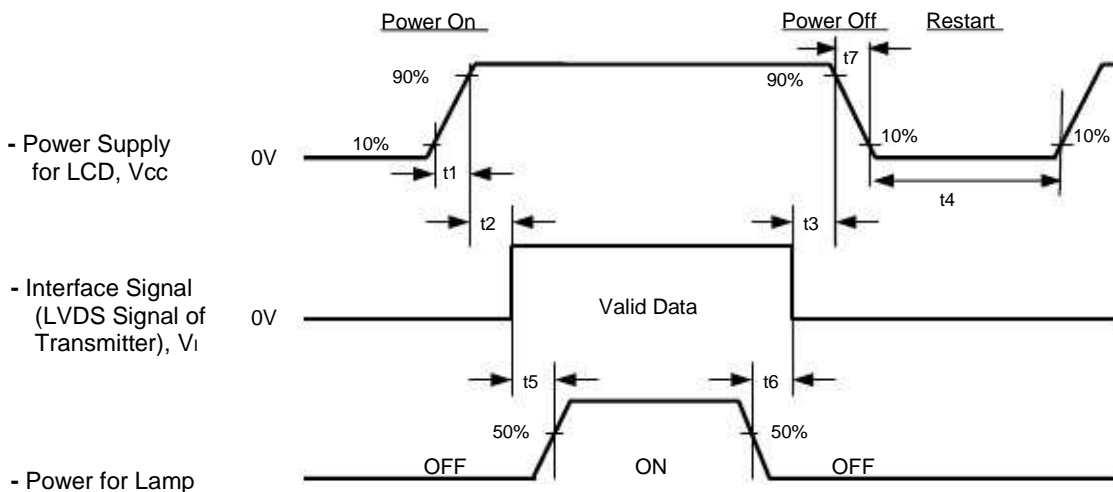 Power On
Power Off
Restart
t7
90%
90%
- Power Supply
for LCD, Vcc
0V
10%
10%
10%
t1
t4
t2
t3
- Interface Signal
(LVDS Signal of
Transmitter), VI
0V
Valid Data
t5
t6
50%
50%
- Power for Lamp
OFF
ON
OFF